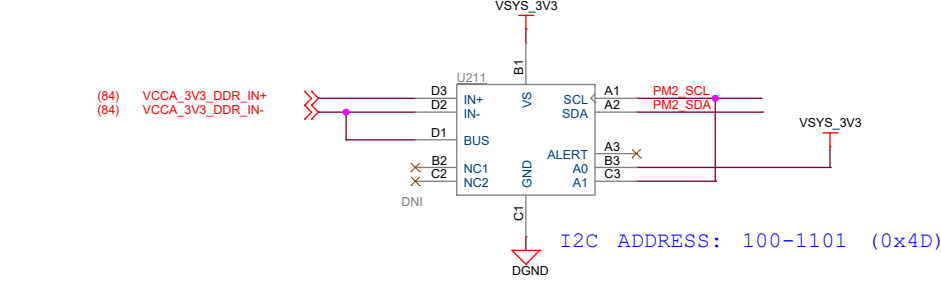 VSYS_3V3
B1
U211
(84) VCCA_3V3_DDR_IN+ D3 IN+ VS SCL A1 PM2_SCL
(84) VCCA_3V3_DDR_IN- D2 IN- SDA A2 PM2_SDA
VSYS_3V3
D1 BUS
ALERT A3
B2 NC1 GND A0 B3
C2 NC2 A1 C3
DNI
C1
I2C ADDRESS: 100-1101 (0x4D)
DGND